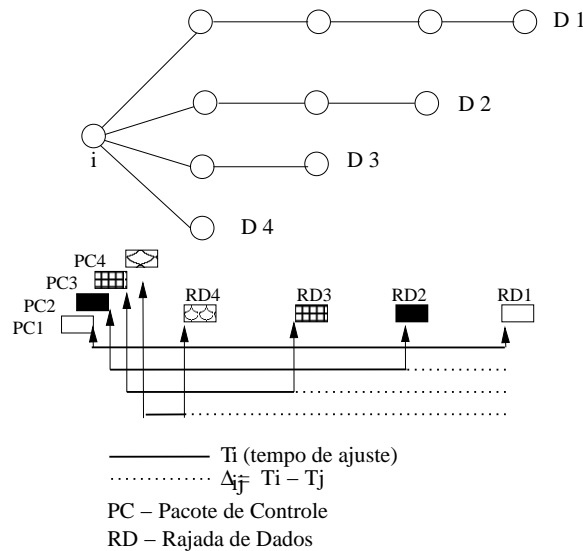 D 1
D 2
i
D 3
D 4
PC4
PC3
PC2
PC1
RD4
RD3
RD2
RD1
Ti (tempo de ajuste)
Δij = Ti – Tj
PC – Pacote de Controle
RD – Rajada de Dados